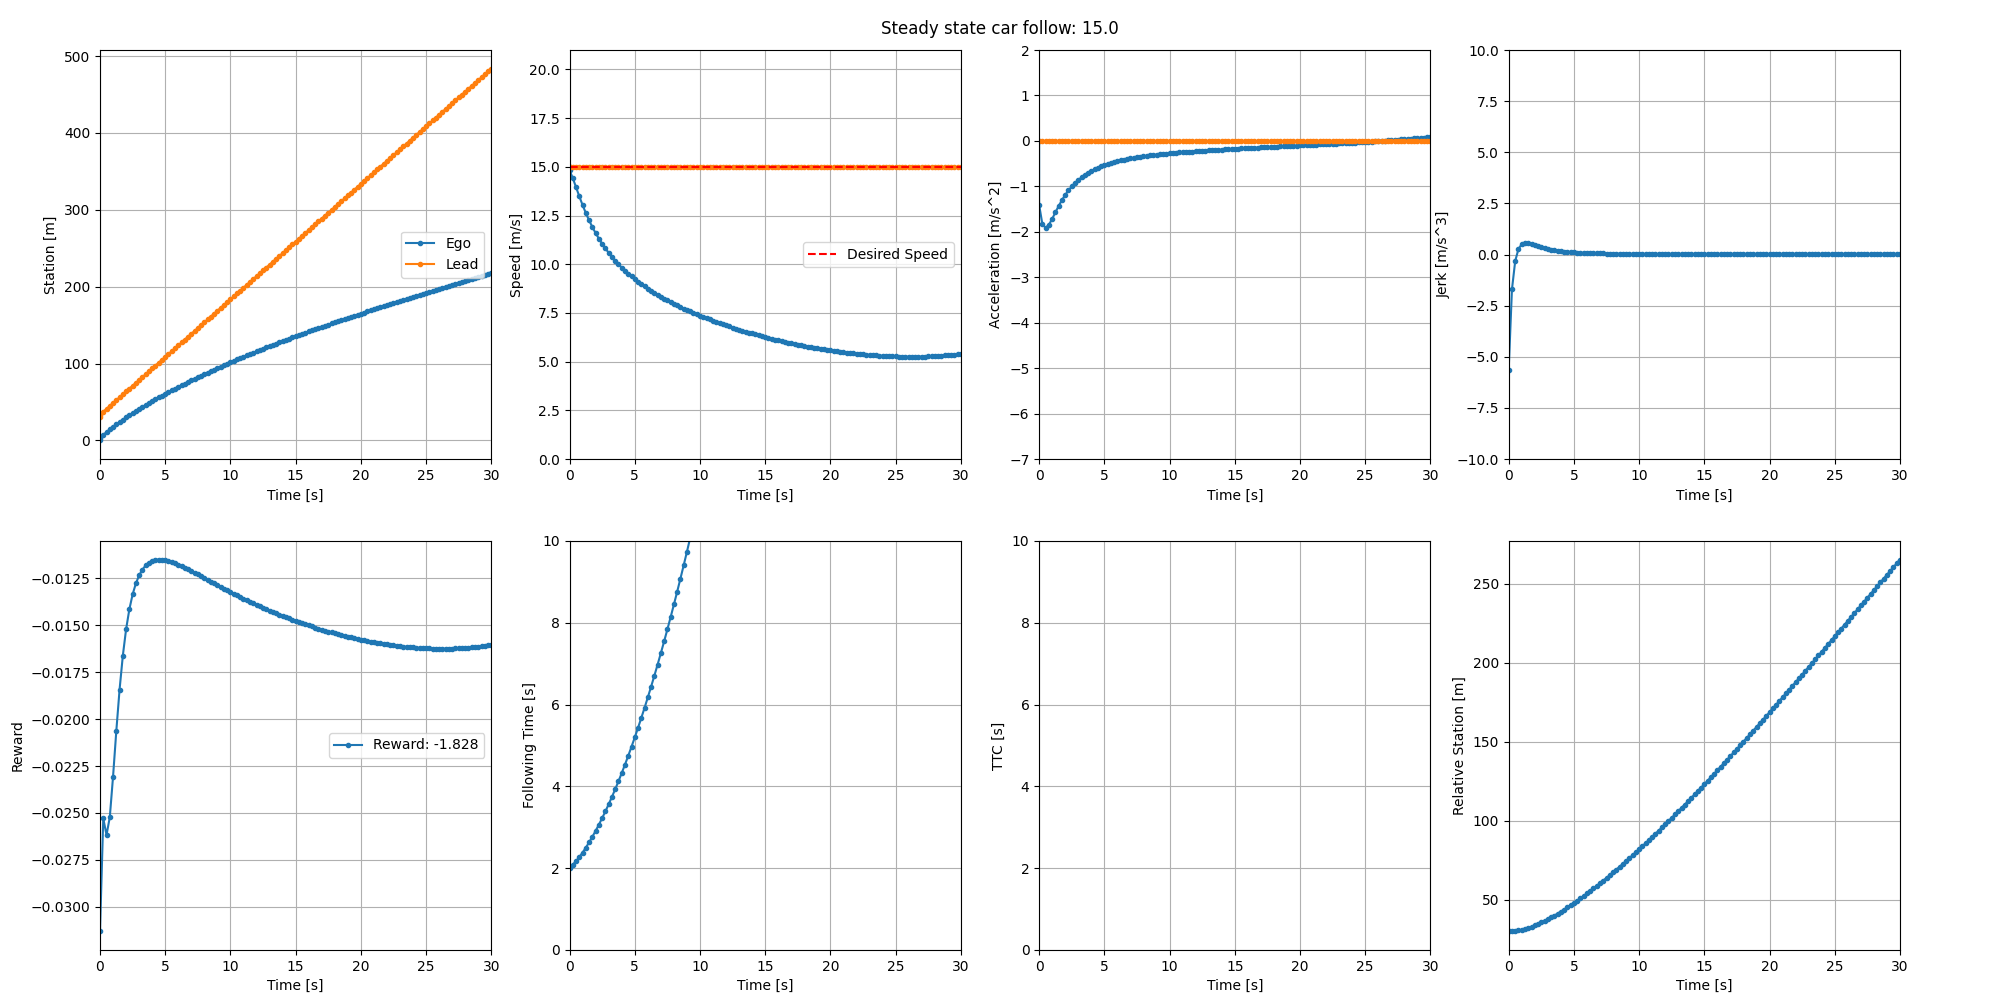 Steady state car follow: 15.0
500
400
300
200
100
0
Station [m]
Ego
Lead
0 5 10 15 20 25 30
Time [s]
20.0
17.5
15.0
12.5
10.0
7.5
5.0
2.5
0.0
Speed [m/s]
Desired Speed
0 5 10 15 20 25 30
Time [s]
2
1
0
−1
−2
−3
−4
−5
−6
−7
Acceleration [m/s^2]
0 5 10 15 20 25 30
Time [s]
10.0
7.5
5.0
2.5
0.0
−2.5
−5.0
−7.5
−10.0
Jerk [m/s^3]
0 5 10 15 20 25 30
Time [s]
−0.0125
−0.0150
−0.0175
−0.0200
−0.0225
−0.0250
−0.0275
−0.0300
Reward
Reward: -1.828
0 5 10 15 20 25 30
Time [s]
10
8
6
4
2
0
Following Time [s]
0 5 10 15 20 25 30
Time [s]
10
8
6
4
2
0
TTC [s]
0 5 10 15 20 25 30
Time [s]
250
200
150
100
50
Relative Station [m]
0 5 10 15 20 25 30
Time [s]